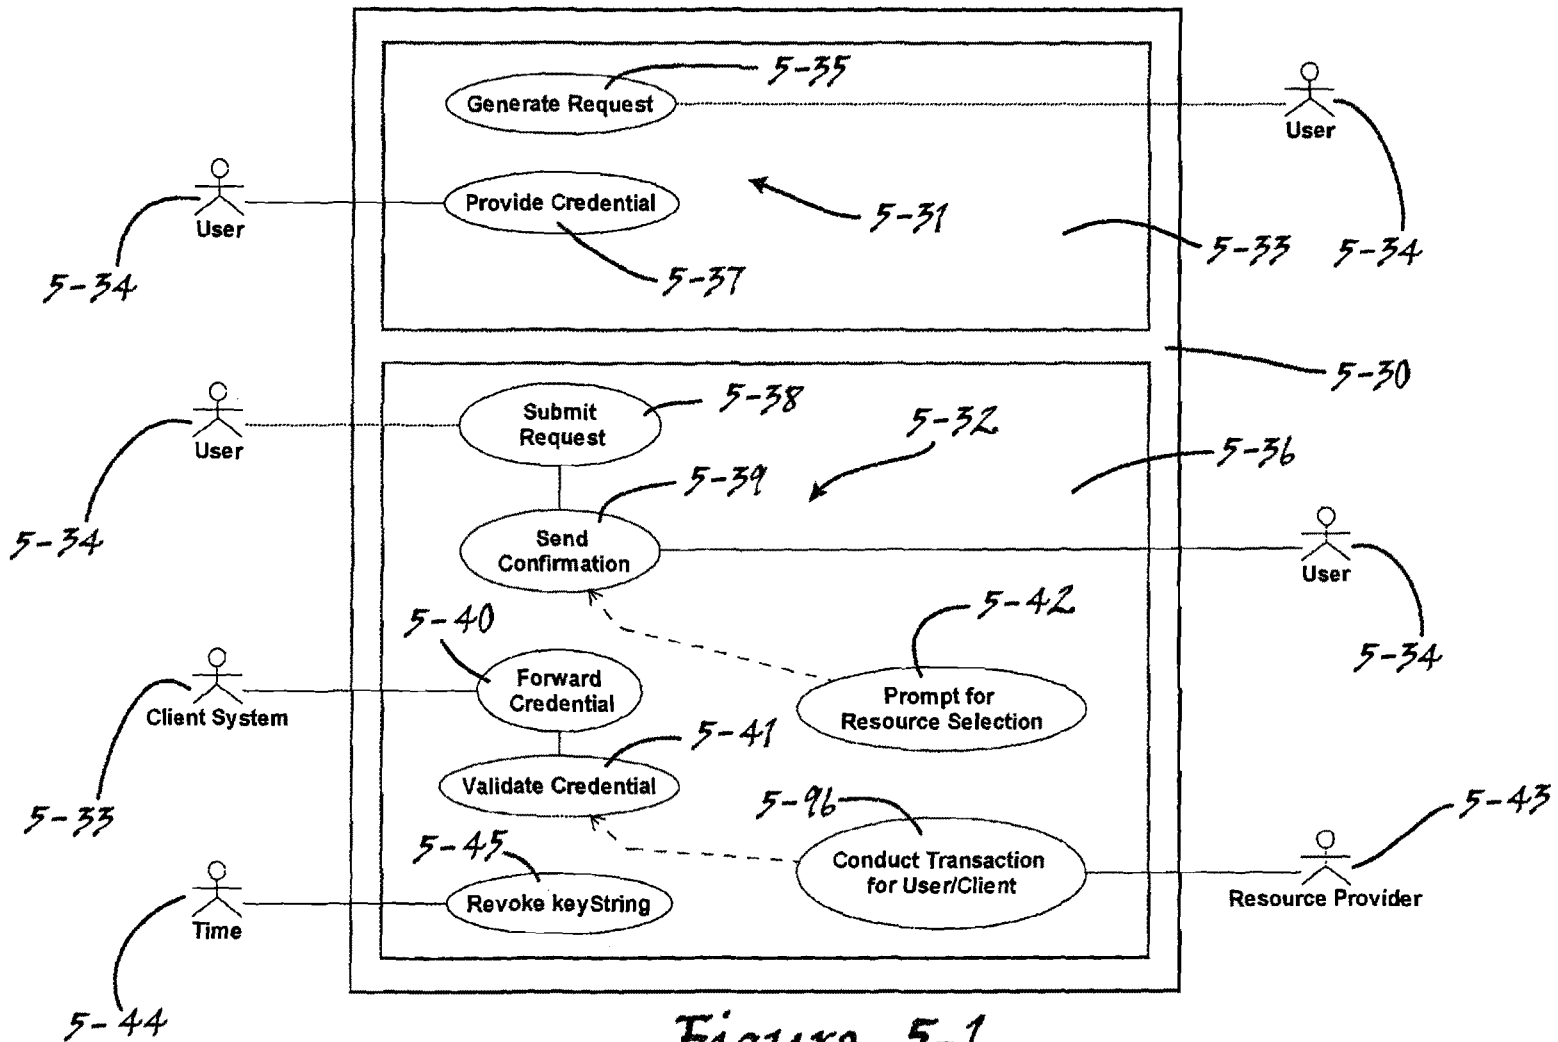 5-35
Generate Request
User
Provide Credential
User
5-31
5-33
5-34
5-34
5-37
5-30
5-38
Submit
Request
5-32
User
5-36
5-39
5-34
Send
Confirmation
User
5-42
5-40
5-34
Forward
Credential
Prompt for
Resource Selection
Client System
5-41
Validate Credential
5-96
5-43
5-33
5-45
Conduct Transaction
for User/Client
Revoke keyString
Resource Provider
Time
5-44
Figure 5-1